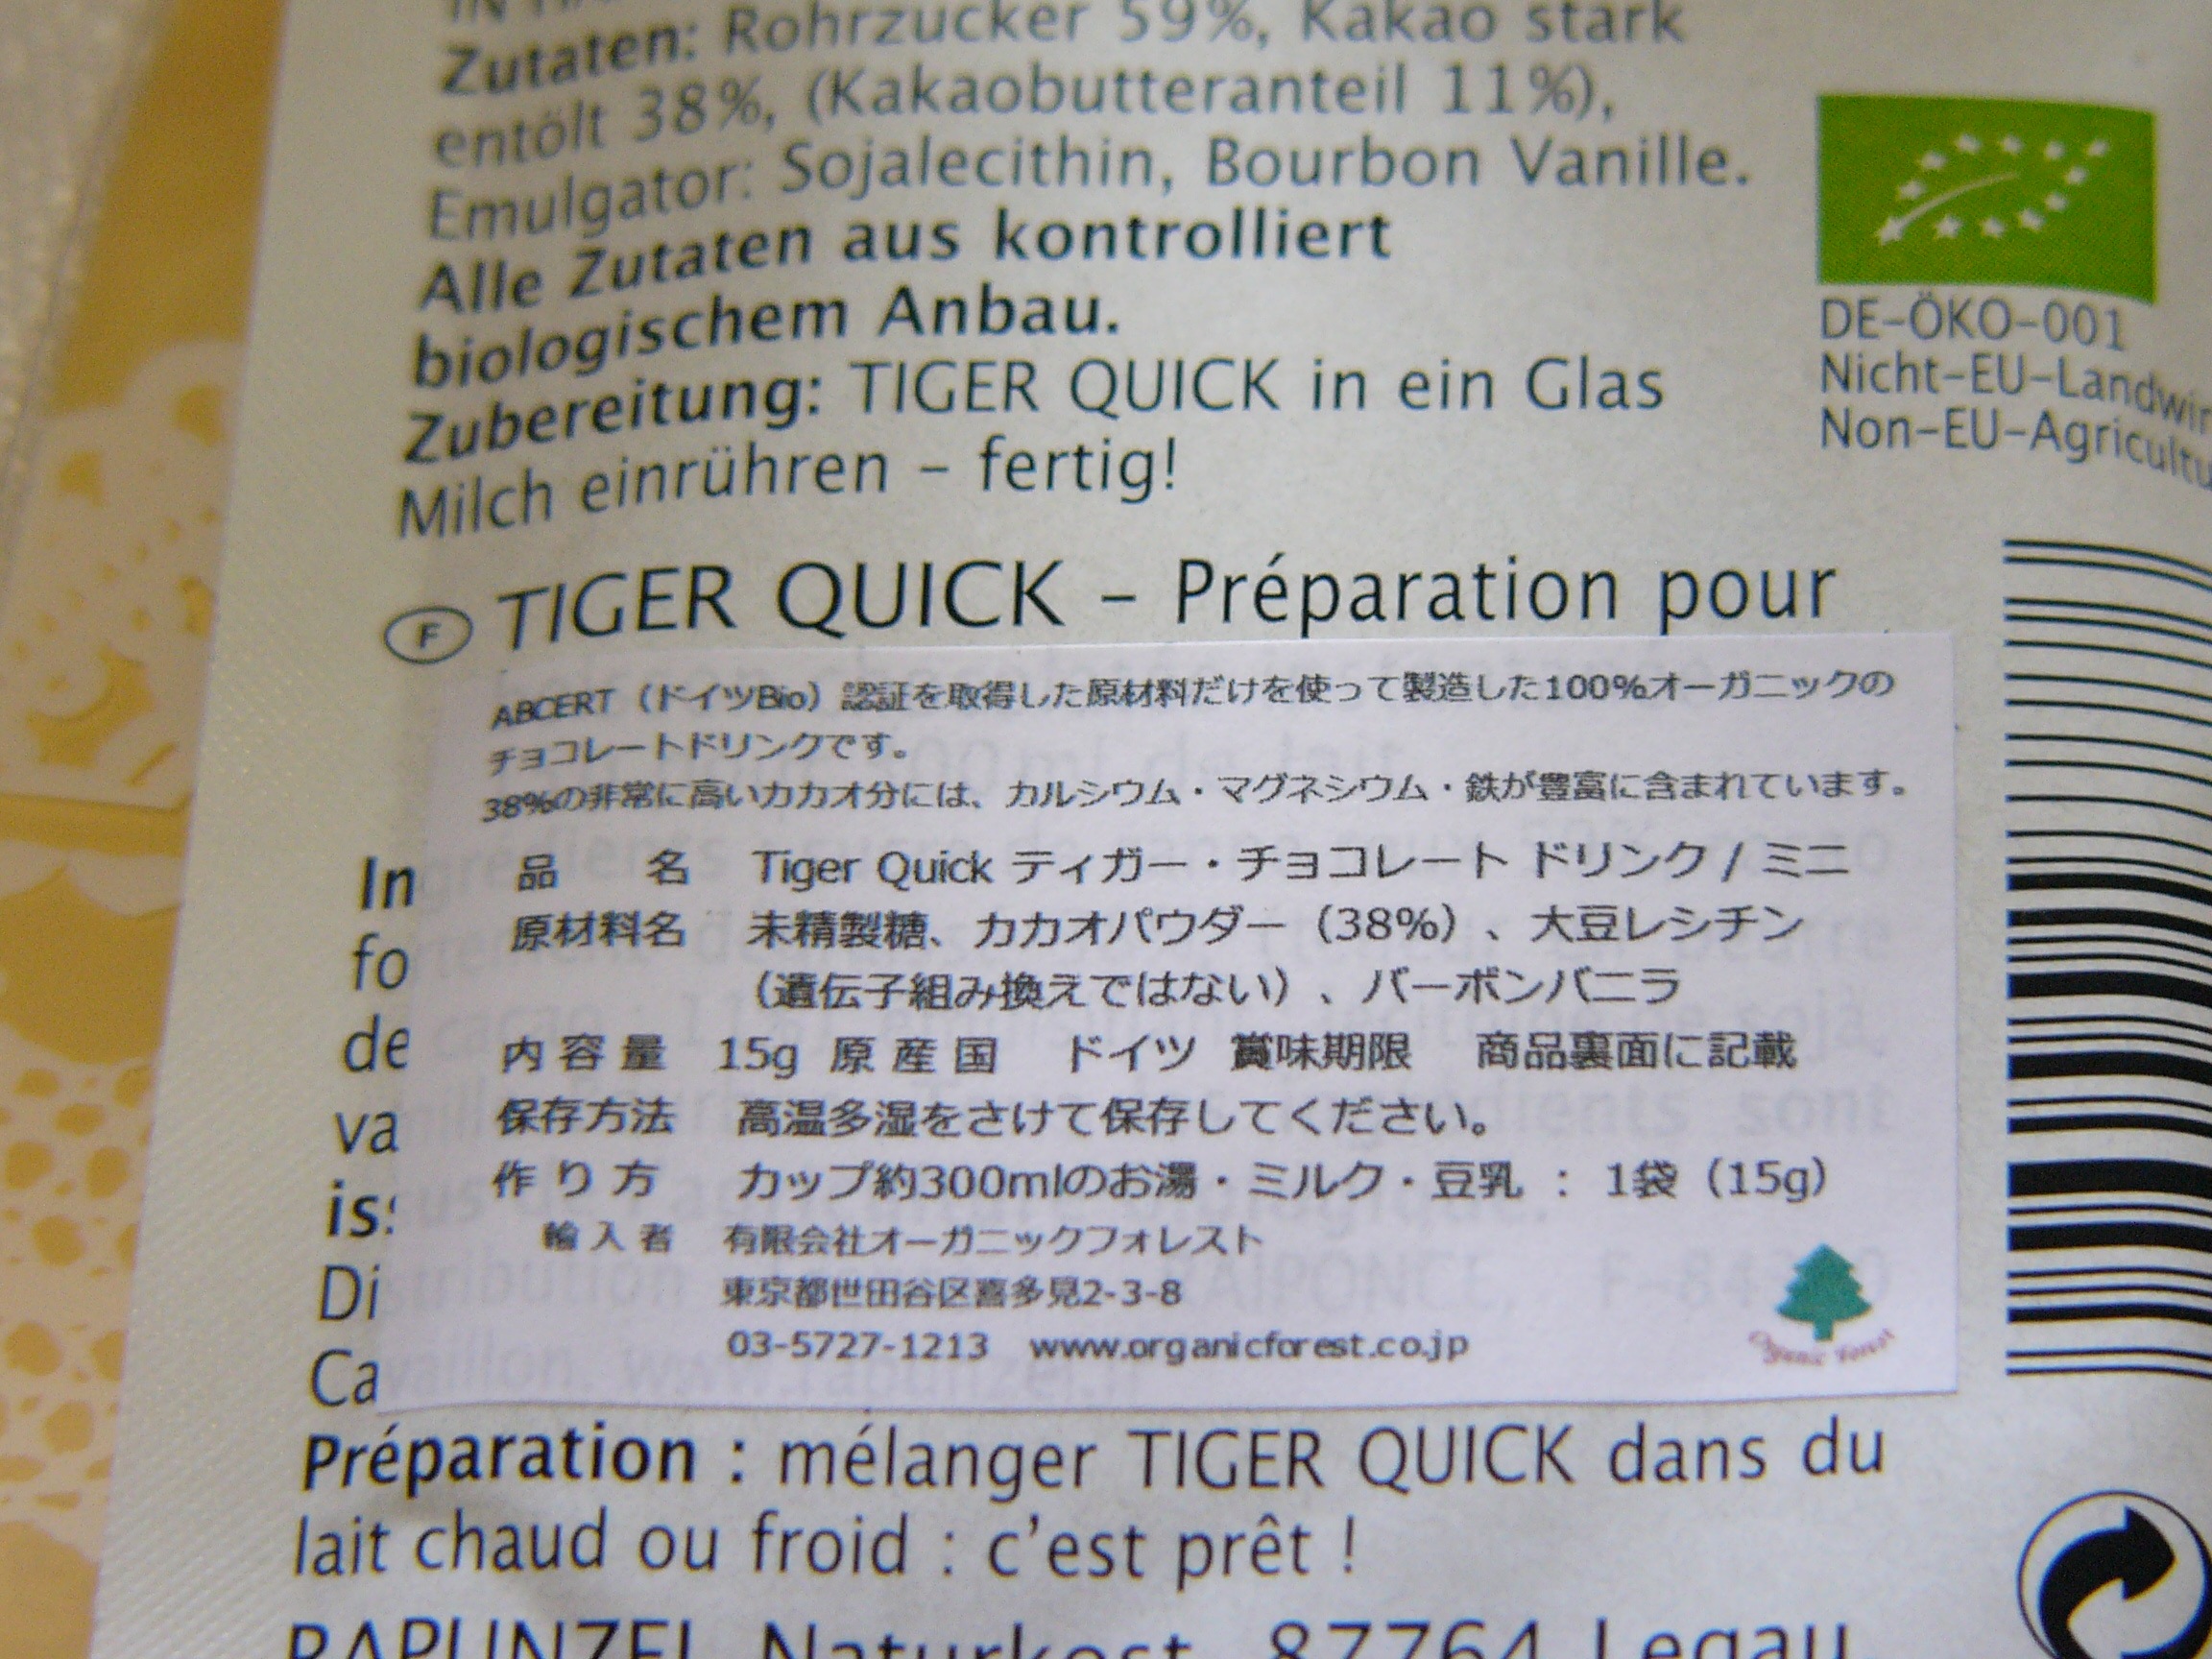 Zutaten: Rohrzucker 59%, Kakao stark
entölt 38%, (Kakaobutteranteil 11%),
Emulgator: Sojalecithin, Bourbon Vanille.
Alle Zutaten aus kontrolliert
biologischem Anbau.
Zubereitung: TIGER QUICK in ein Glas
Milch einrühren – fertig!
DE-ÖKO-001
Nicht-EU-Landwir
Non-EU-Agricultu
F TIGER QUICK – Préparation pour
ABCERT（ドイツBio）認証を取得した原材料だけを使って製造した100%オーガニックの
チョコレートドリンクです。
38%の非常に高いカカオ分には、カルシウム・マグネシウム・鉄が豊富に含まれています。
品名 Tiger Quick ティガー・チョコレート ドリンク / ミニ
原材料名 未精製糖、カカオパウダー（38%）、大豆レシチン
（遺伝子組み換えではない）、バーボンバニラ
内容量 15g 原産国 ドイツ 賞味期限 商品裏面に記載
保存方法 高温多湿をさけて保存してください。
作り方 カップ約300mlのお湯・ミルク・豆乳 : 1袋（15g）
輸入者 有限会社オーガニックフォレスト
東京都世田谷区喜多見2-3-8
03-5727-1213 www.organicforest.co.jp
Organic Forest
In
fo
de
va
iss
Di
Ca
Préparation : mélanger TIGER QUICK dans du
lait chaud ou froid : c'est prêt !
RAPUNZEL Naturkost, 87764 Legau,